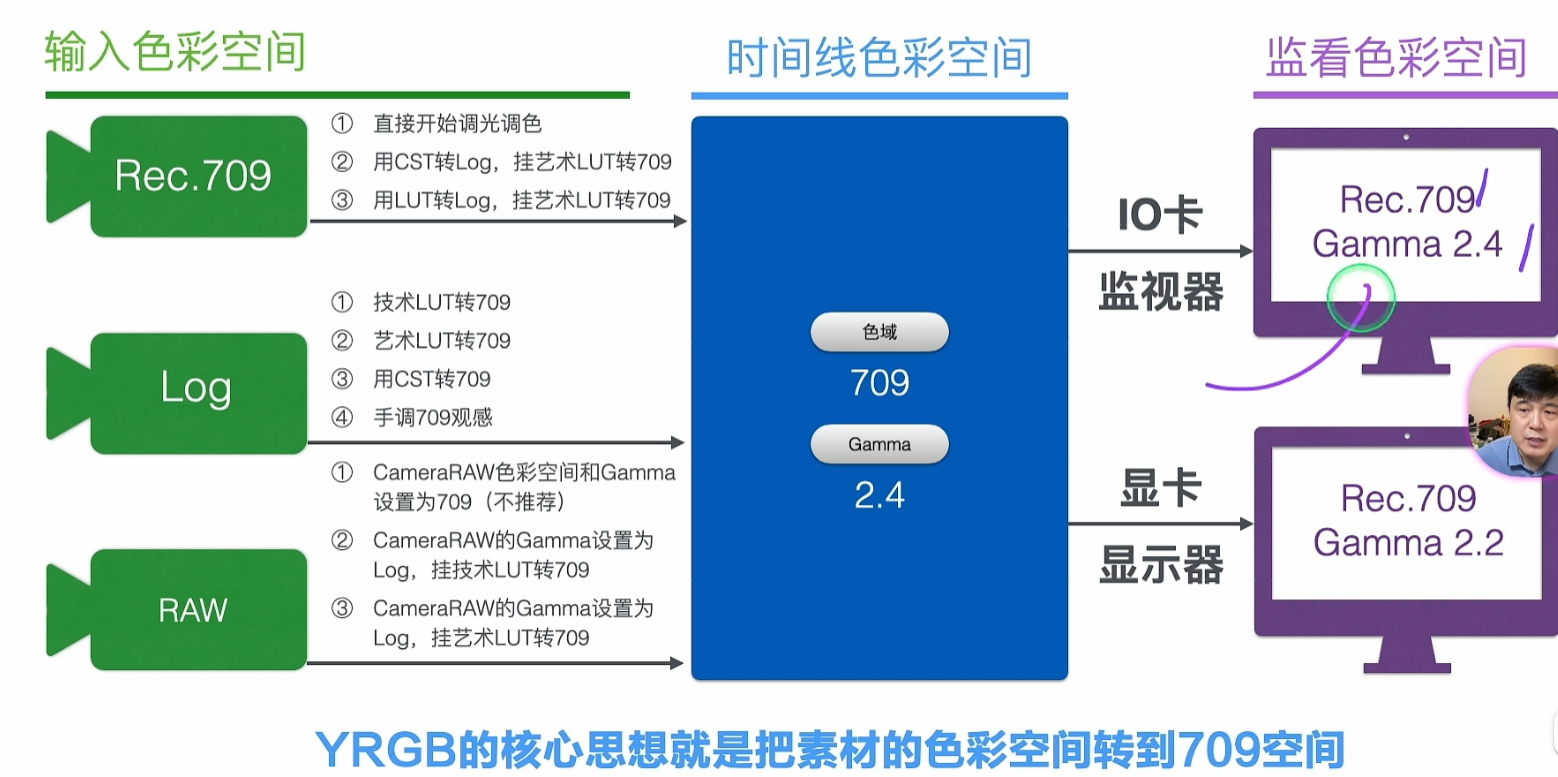 输入色彩空间
时间线色彩空间
监看色彩空间
Rec.709
① 直接开始调光调色
② 用CST转Log，挂艺术LUT转709
③ 用LUT转Log，挂艺术LUT转709
Log
① 技术LUT转709
② 艺术LUT转709
③ 用CST转709
④ 手调709观感
RAW
① CameraRAW色彩空间和Gamma
设置为709（不推荐）
② CameraRAW的Gamma设置为
Log，挂技术LUT转709
③ CameraRAW的Gamma设置为
Log，挂艺术LUT转709
色域
709
Gamma
2.4
IO卡
监视器
Rec.709
Gamma 2.4
显卡
显示器
Rec.709
Gamma 2.2
YRGB的核心思想就是把素材的色彩空间转到709空间